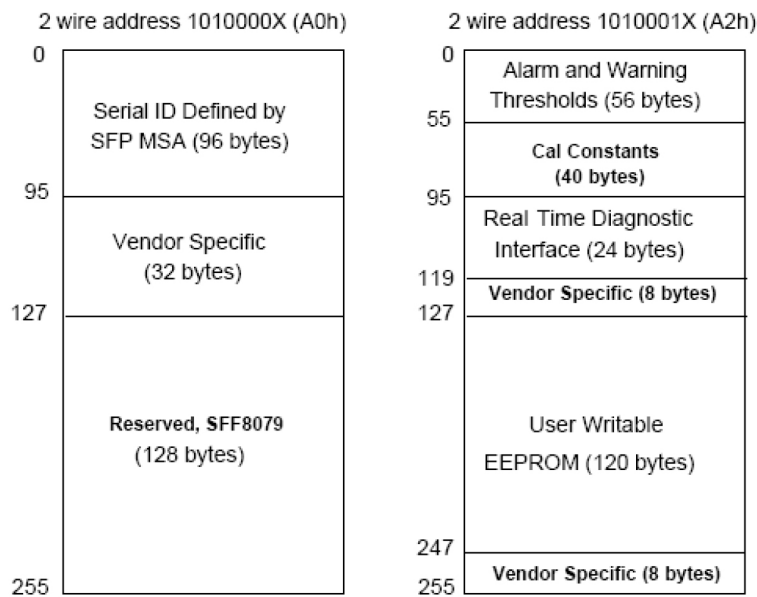 2 wire address 1010000X (A0h)
0
Serial ID Defined by
SFP MSA (96 bytes)
95
Vendor Specific
(32 bytes)
127
Reserved, SFF8079
(128 bytes)
255
2 wire address 1010001X (A2h)
0
Alarm and Warning
Thresholds (56 bytes)
55
Cal Constants
(40 bytes)
95
Real Time Diagnostic
Interface (24 bytes)
119
Vendor Specific (8 bytes)
127
User Writable
EEPROM (120 bytes)
247
Vendor Specific (8 bytes)
255